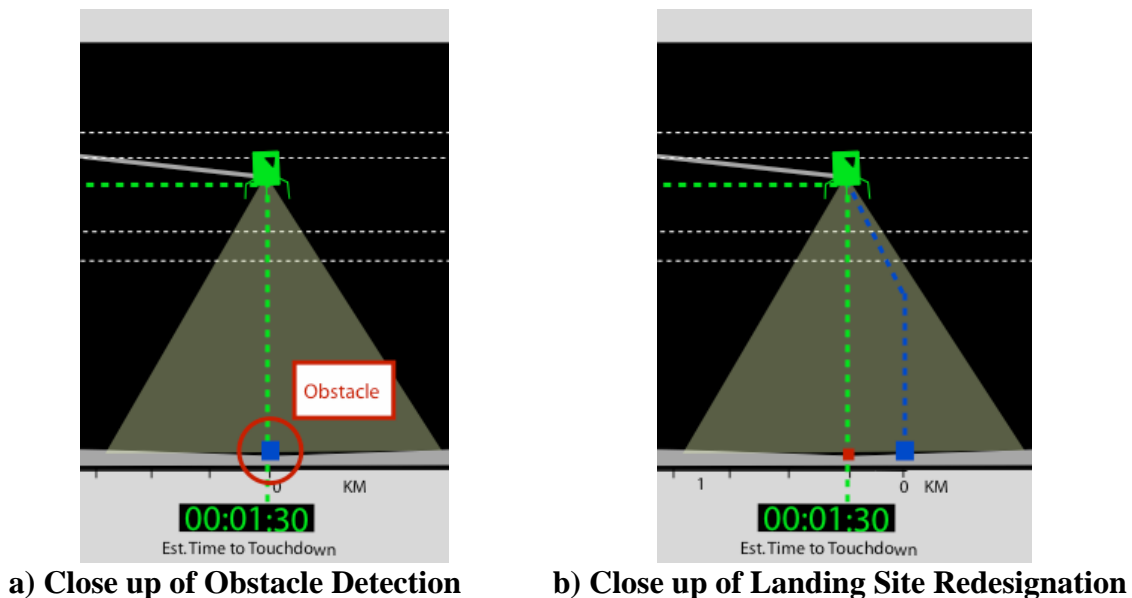 Obstacle
0 KM
00:01:30
Est. Time to Touchdown
a) Close up of Obstacle Detection
1 0 KM
00:01:30
Est. Time to Touchdown
b) Close up of Landing Site Redesignation